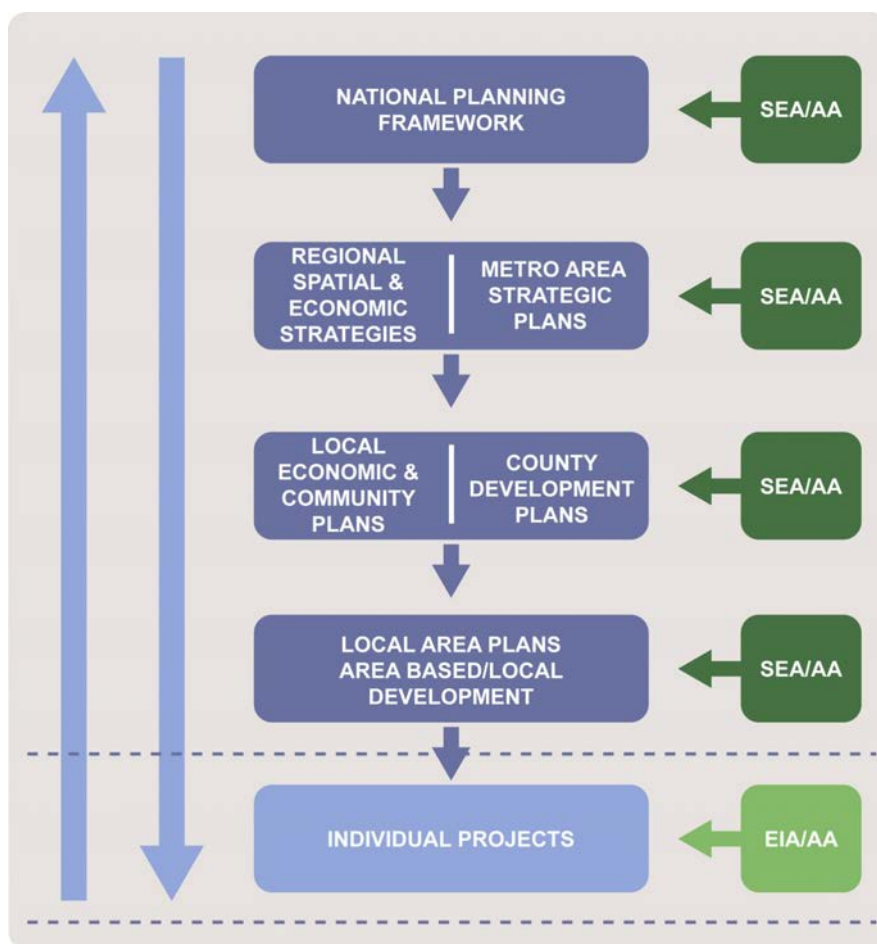 NATIONAL PLANNING
FRAMEWORK
SEA/AA
REGIONAL
SPATIAL &
ECONOMIC
STRATEGIES
METRO AREA
STRATEGIC
PLANS
SEA/AA
LOCAL
ECONOMIC &
COMMUNITY
PLANS
COUNTY
DEVELOPMENT
PLANS
SEA/AA
LOCAL AREA PLANS
AREA BASED/LOCAL
DEVELOPMENT
SEA/AA
INDIVIDUAL PROJECTS
EIA/AA